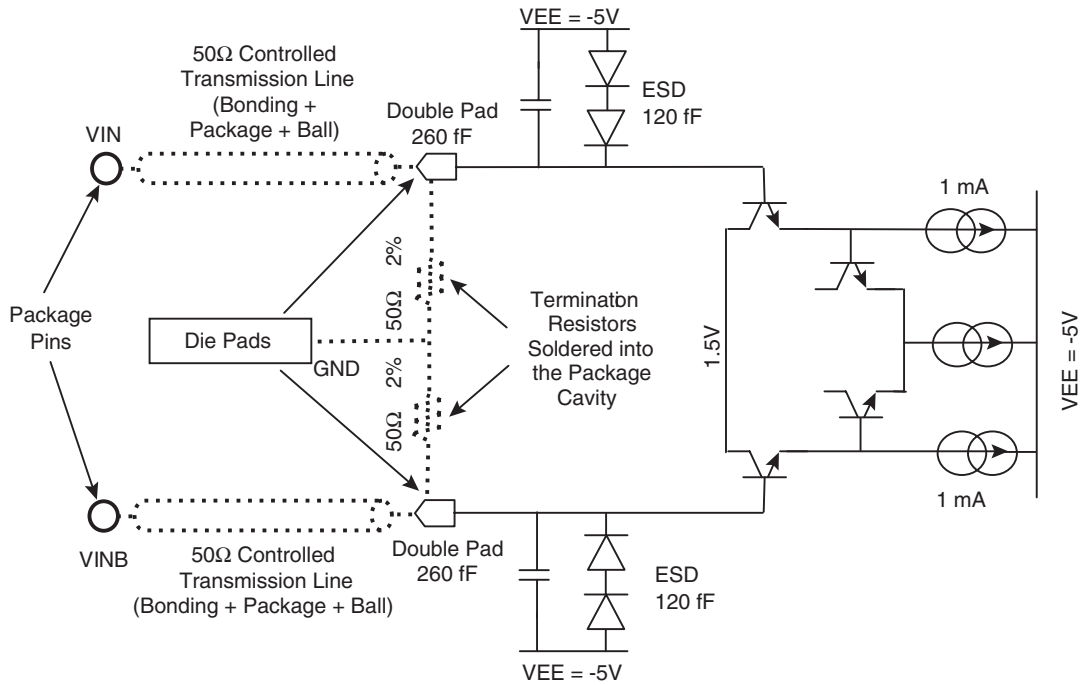 VEE = -5V
50Ω Controlled
Transmission Line
(Bonding +
Package + Ball)
Double Pad
260 fF
ESD
120 fF
VIN
1 mA
2%
50Ω
Package
Pins
Die Pads
GND
Terminaton
Resistors
Soldered into
the Package
Cavity
1.5V
VEE = -5V
2%
50Ω
1 mA
VINB
50Ω Controlled
Transmission Line
(Bonding + Package + Ball)
Double Pad
260 fF
ESD
120 fF
VEE = -5V